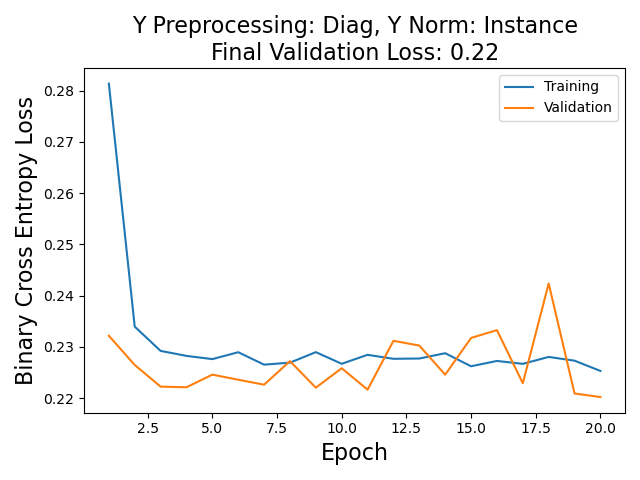 Y Preprocessing: Diag, Y Norm: Instance
Final Validation Loss: 0.22
Training
Validation
Binary Cross Entropy Loss
0.28
0.27
0.26
0.25
0.24
0.23
0.22
2.5
5.0
7.5
10.0
12.5
15.0
17.5
20.0
Epoch